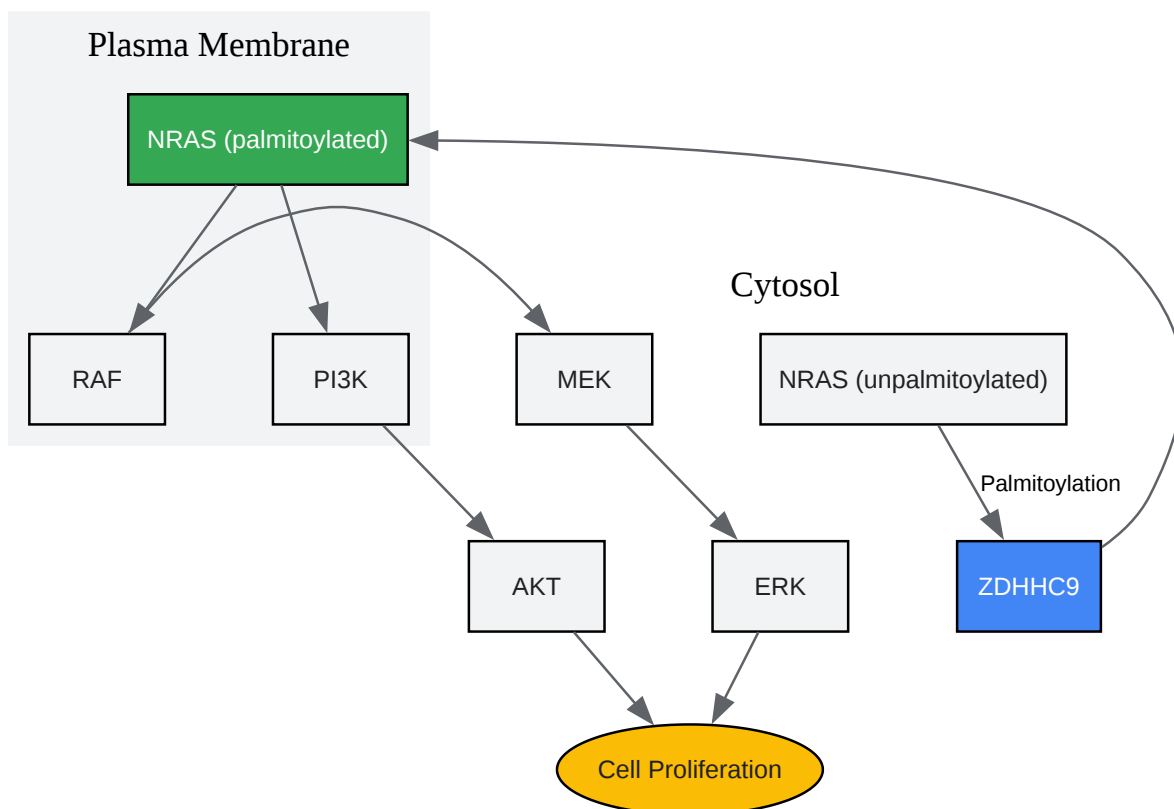 Plasma Membrane
NRAS (palmitoylated)
Cytosol
RAF
PI3K
MEK
NRAS (unpalmitoylated)
Palmitoylation
AKT
ERK
ZDHHC9
Cell Proliferation